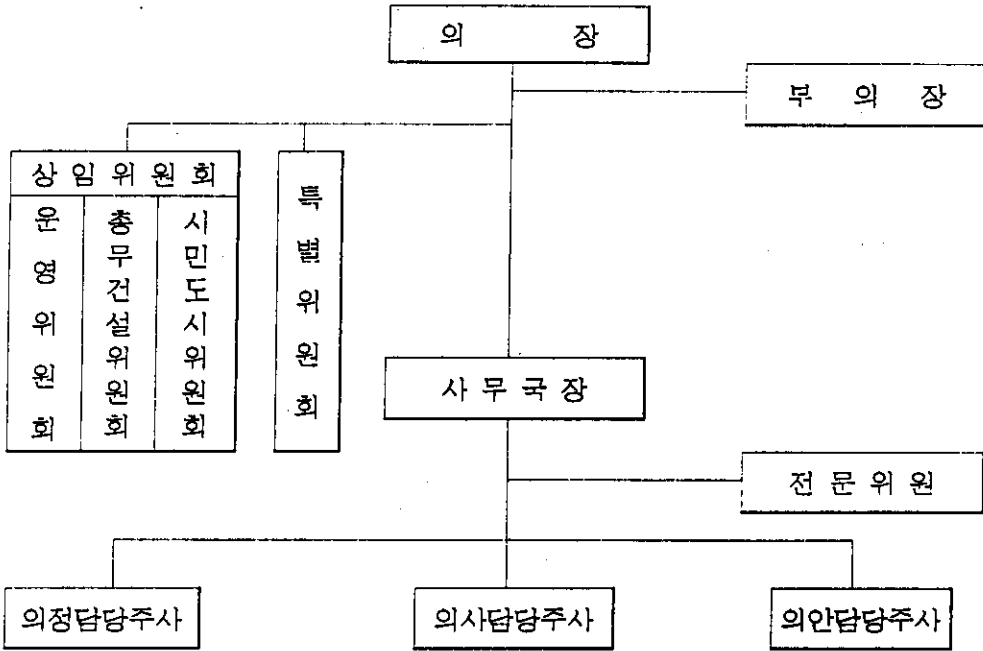 의 장
부 의 장
상 임 위 원 회
운영위원회
총무건설위원회
시민도시위원회
특별위원회
사 무 국 장
전 문 위 원
의정담당주사
의사담당주사
의안담당주사